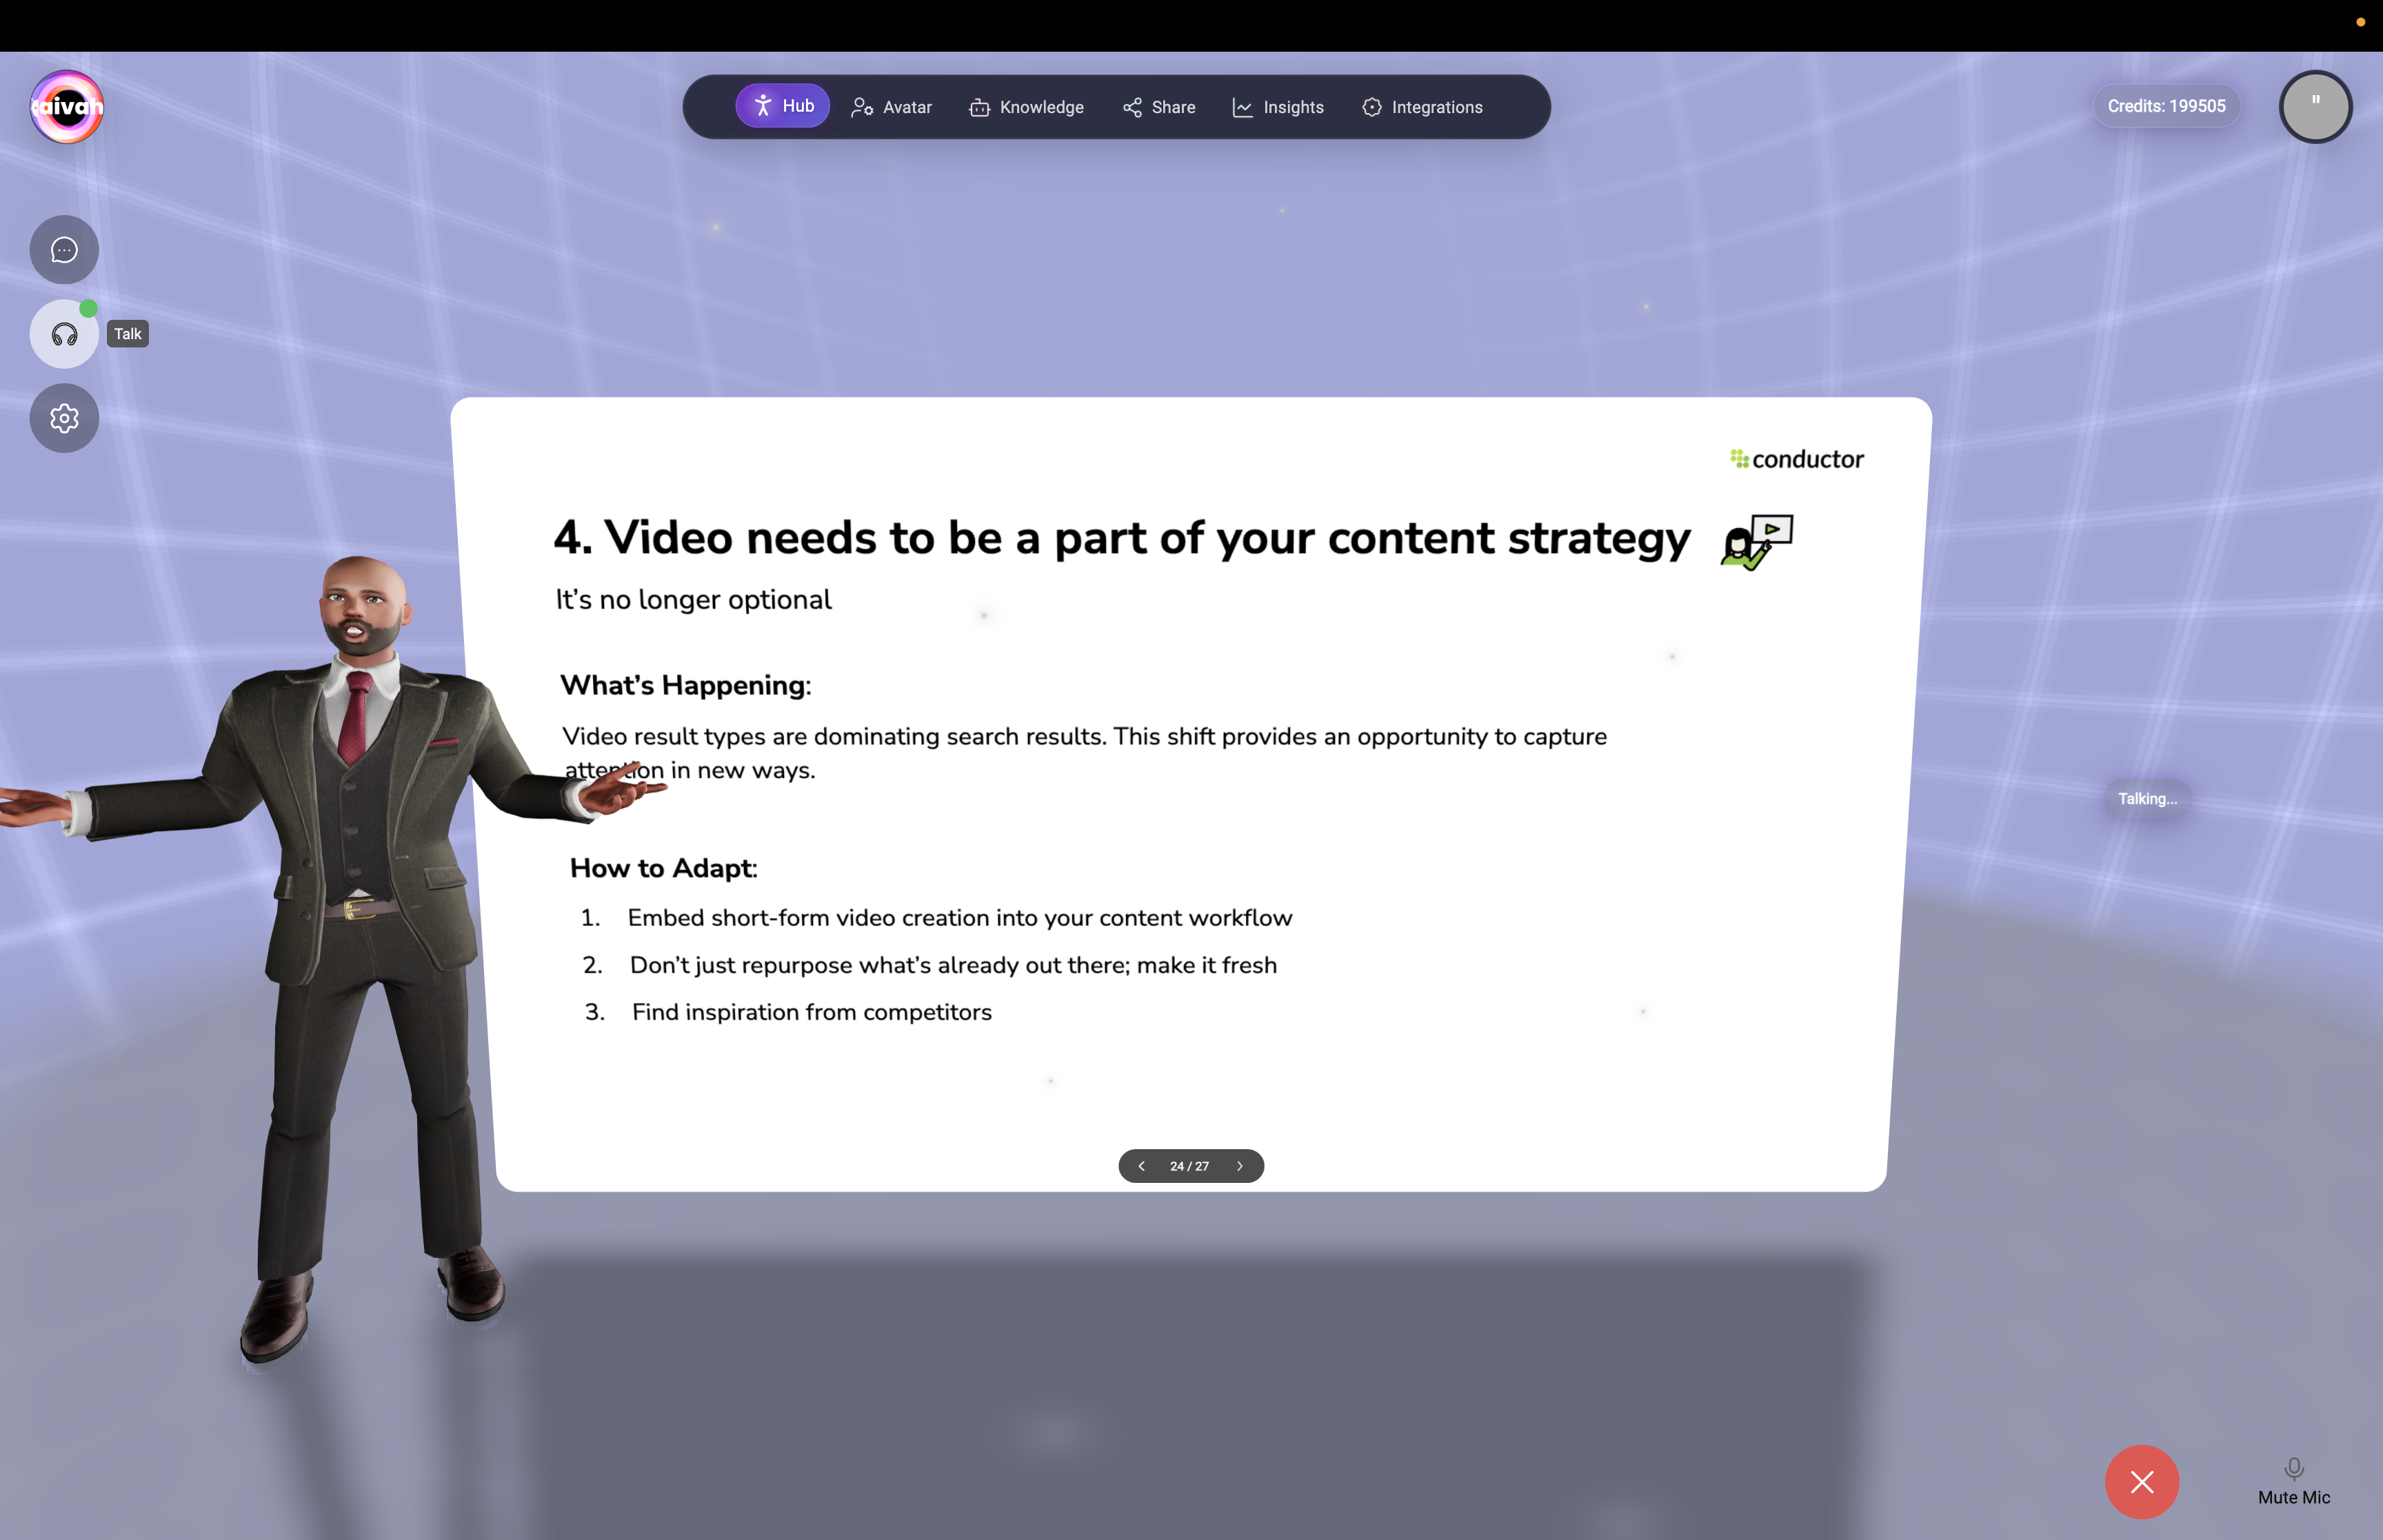 aivah
Hub
Avatar
Knowledge
Share
Insights
Integrations
Credits: 199505
"
Talk
conductor
4. Video needs to be a part of your content strategy
It's no longer optional
What's Happening:
Video result types are dominating search results. This shift provides an opportunity to capture
attention in new ways.
Talking...
How to Adapt:
1. Embed short-form video creation into your content workflow
2. Don't just repurpose what's already out there; make it fresh
3. Find inspiration from competitors
24 / 27
Mute Mic